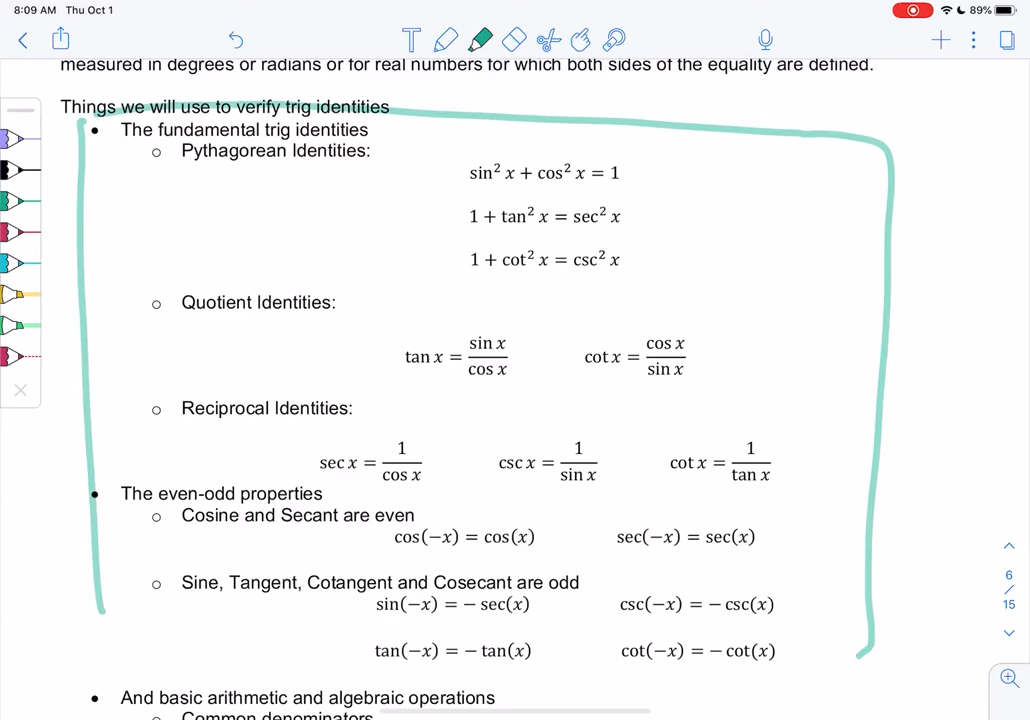 8:09 AM Thu Oct 1
89%
measured in degrees or radians or for real numbers for which both sides of the equality are defined.
Things we will use to verify trig identities
• The fundamental trig identities
○ Pythagorean Identities:
sin² x + cos² x = 1
1 + tan² x = sec² x
1 + cot² x = csc² x
○ Quotient Identities:
tan x = sin x / cos x cot x = cos x / sin x
○ Reciprocal Identities:
sec x = 1 / cos x csc x = 1 / sin x cot x = 1 / tan x
• The even-odd properties
○ Cosine and Secant are even
cos(−x) = cos(x) sec(−x) = sec(x)
○ Sine, Tangent, Cotangent and Cosecant are odd
sin(−x) = − sec(x) csc(−x) = − csc(x)
tan(−x) = − tan(x) cot(−x) = − cot(x)
6
/
15
• And basic arithmetic and algebraic operations
○ Common denominators